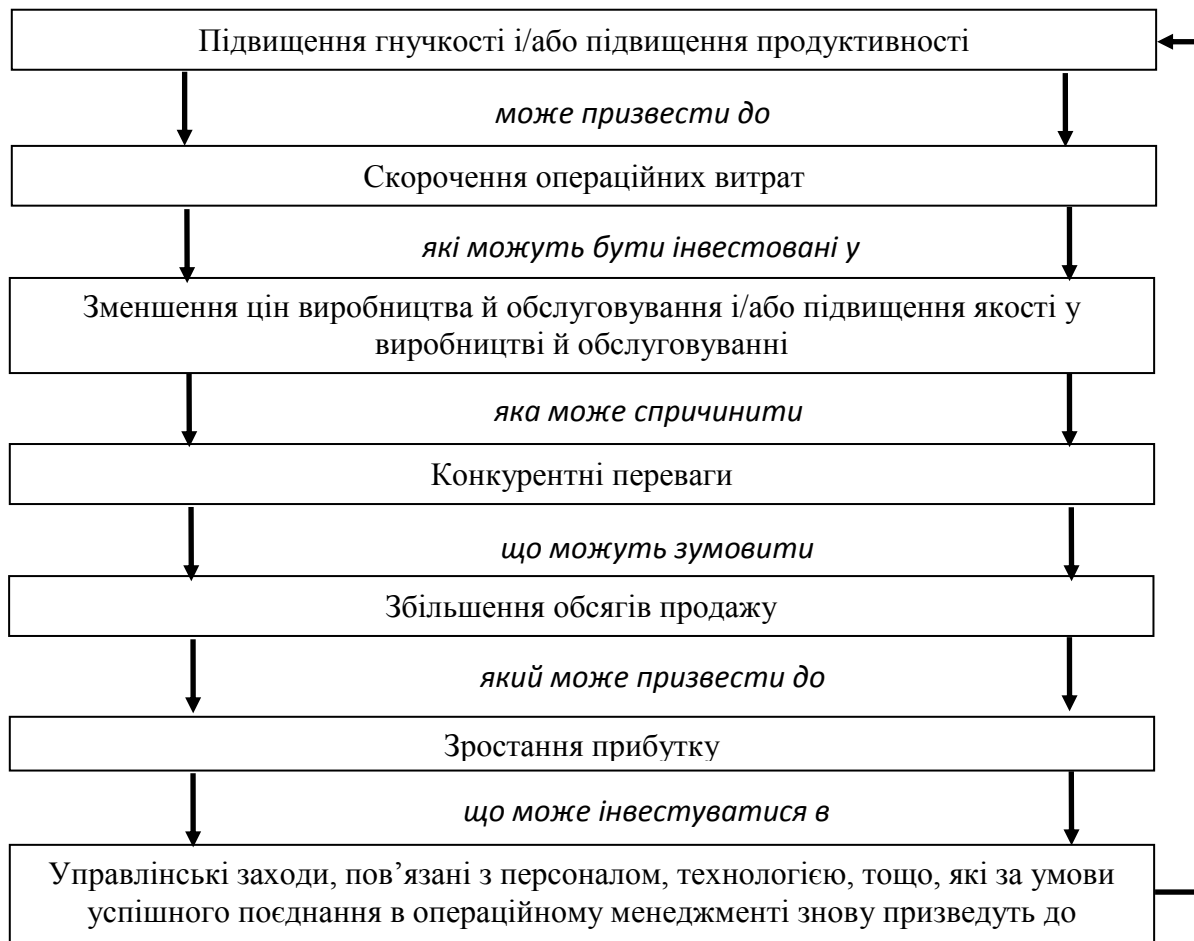 Підвищення гнучкості і/або підвищення продуктивності
може призвести до
Скорочення операційних витрат
які можуть бути інвестовані у
Зменшення цін виробництва й обслуговування і/або підвищення якості у
виробництві й обслуговуванні
яка може спричинити
Конкурентні переваги
що можуть зумовити
Збільшення обсягів продажу
який може призвести до
Зростання прибутку
що може інвестуватися в
Управлінські заходи, пов’язані з персоналом, технологією, тощо, які за умови
успішного поєднання в операційному менеджменті знову призведуть до